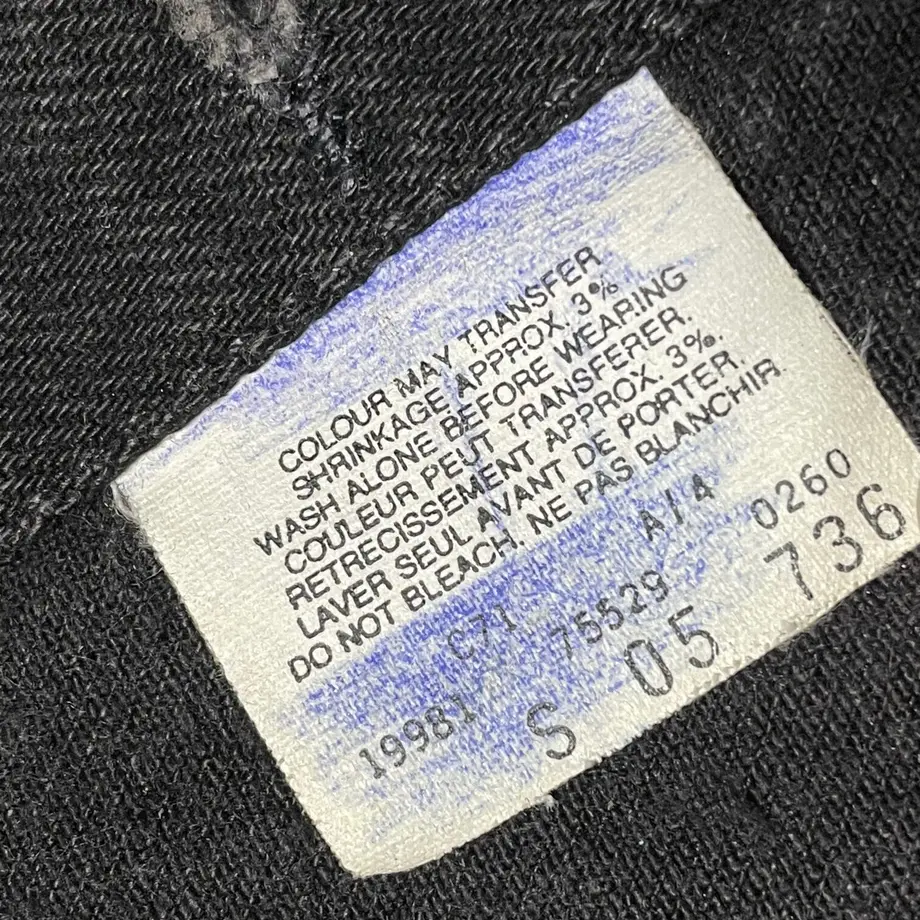 COLOUR MAY TRANSFER
SHRINKAGE APPROX. 3%
WASH ALONE BEFORE WEARING
COULEUR PEUT TRANSFERER.
RETRECISSEMENT APPROX. 3%.
LAVER SEUL AVANT DE PORTER.
DO NOT BLEACH. NE PAS BLANCHIR.
C71 A/4
19981 75529 0260
S 05 736